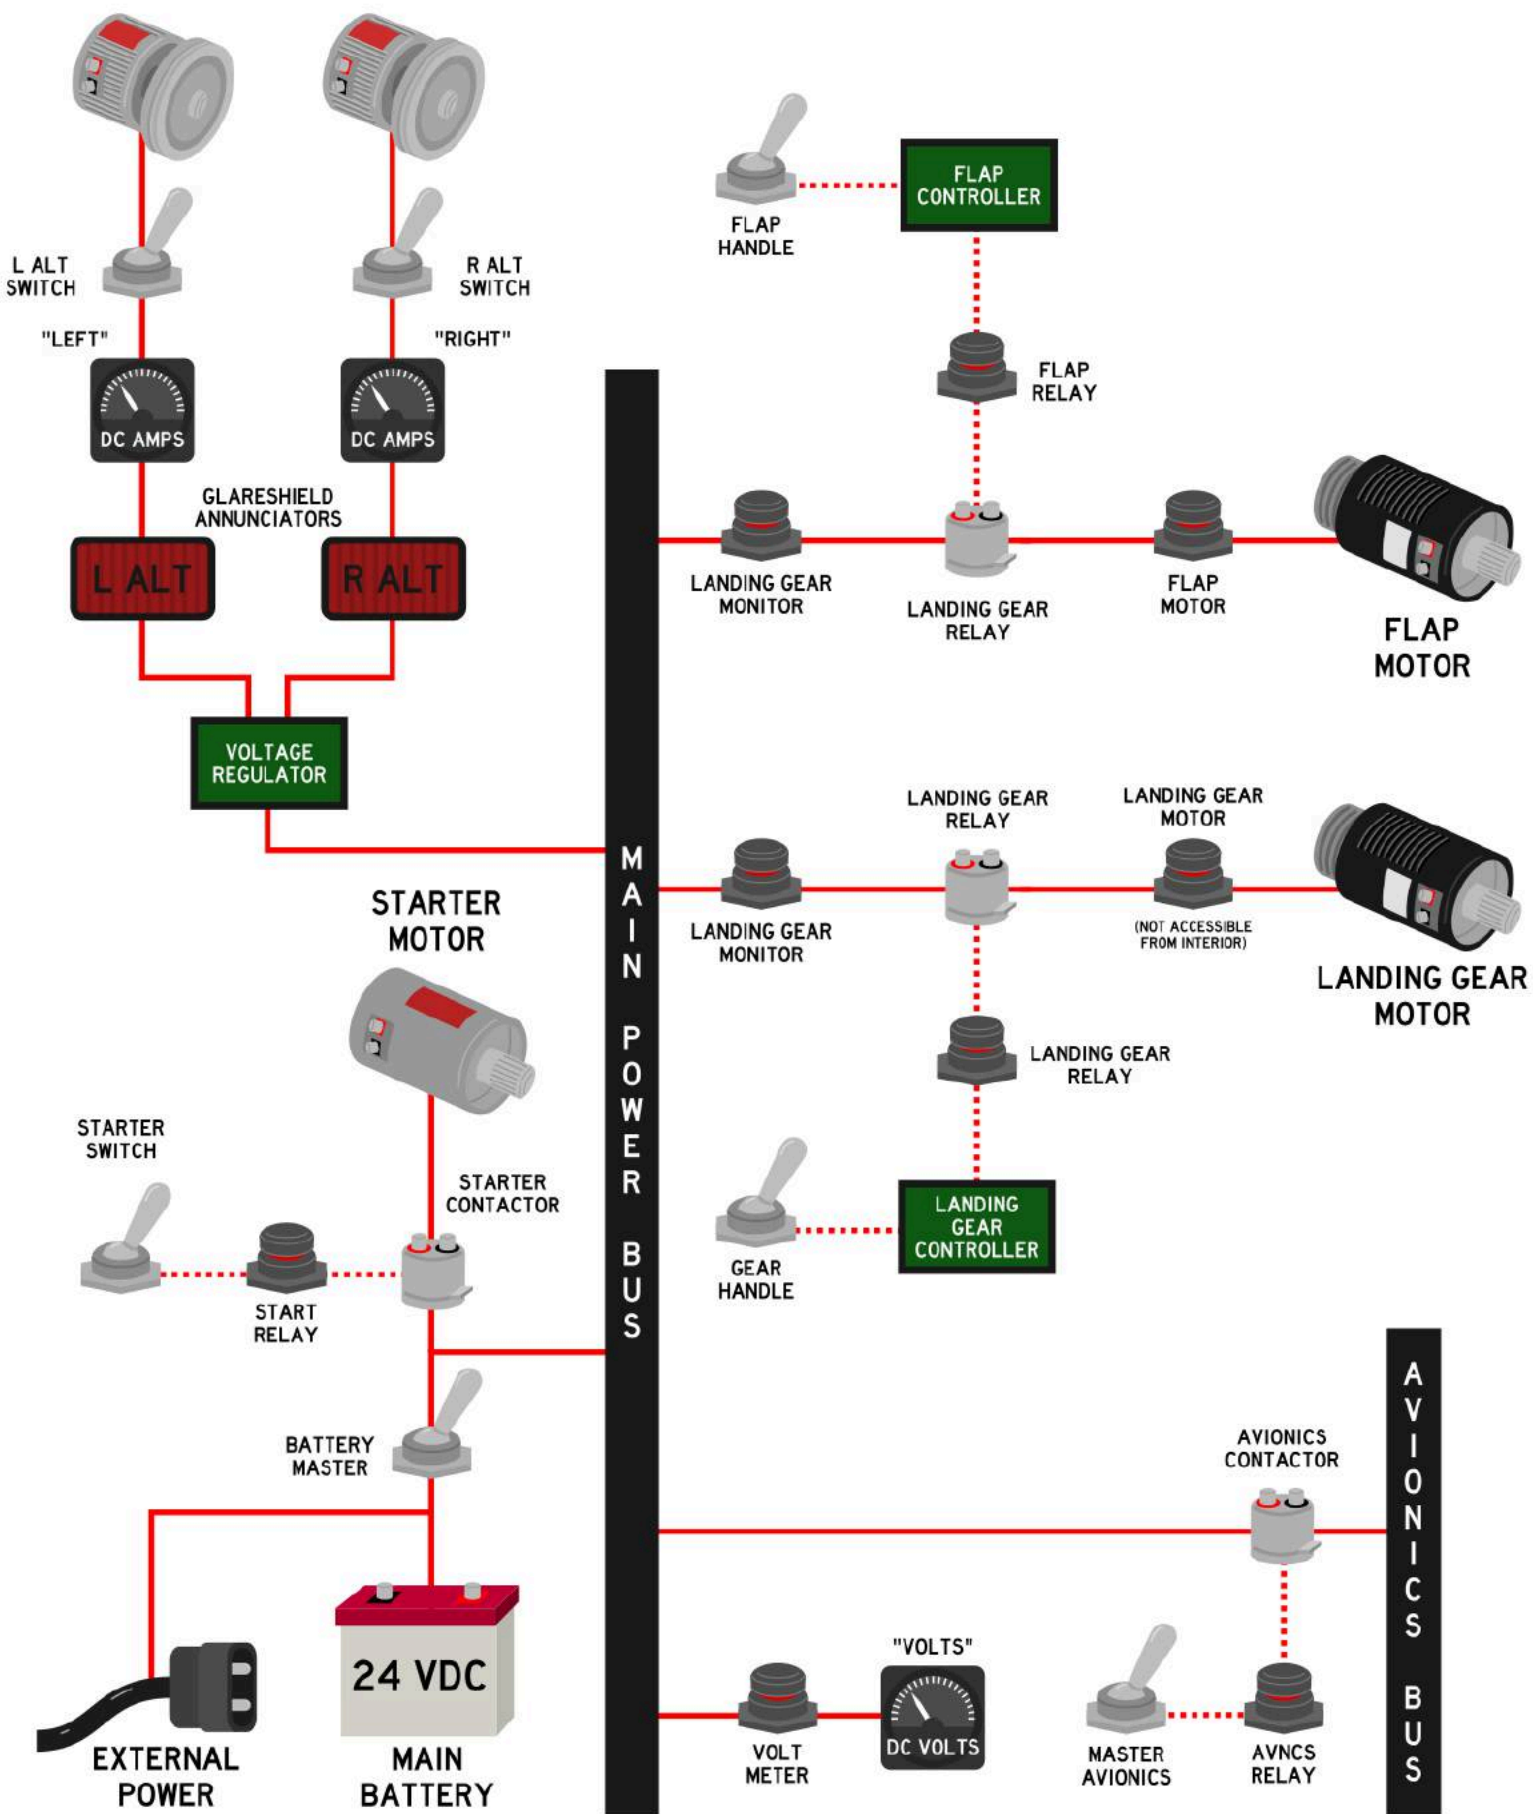 L ALT
SWITCH
R ALT
SWITCH
"LEFT"
"RIGHT"
DC AMPS
DC AMPS
GLARESHIELD
ANNUNCIATORS
L ALT
R ALT
VOLTAGE
REGULATOR
STARTER
MOTOR
STARTER
SWITCH
STARTER
CONTACTOR
START
RELAY
BATTERY
MASTER
24 VDC
EXTERNAL
POWER
MAIN
BATTERY
MAIN POWER BUS
FLAP
HANDLE
FLAP
CONTROLLER
FLAP
RELAY
LANDING GEAR
MONITOR
LANDING GEAR
RELAY
FLAP
MOTOR
FLAP
MOTOR
LANDING GEAR
RELAY
LANDING GEAR
MOTOR
LANDING GEAR
MONITOR
(NOT ACCESSIBLE
FROM INTERIOR)
LANDING GEAR
MOTOR
LANDING GEAR
RELAY
GEAR
HANDLE
LANDING
GEAR
CONTROLLER
AVIONICS
CONTACTOR
AVIONICS BUS
"VOLTS"
DC VOLTS
VOLT
METER
MASTER
AVIONICS
AVNCS
RELAY